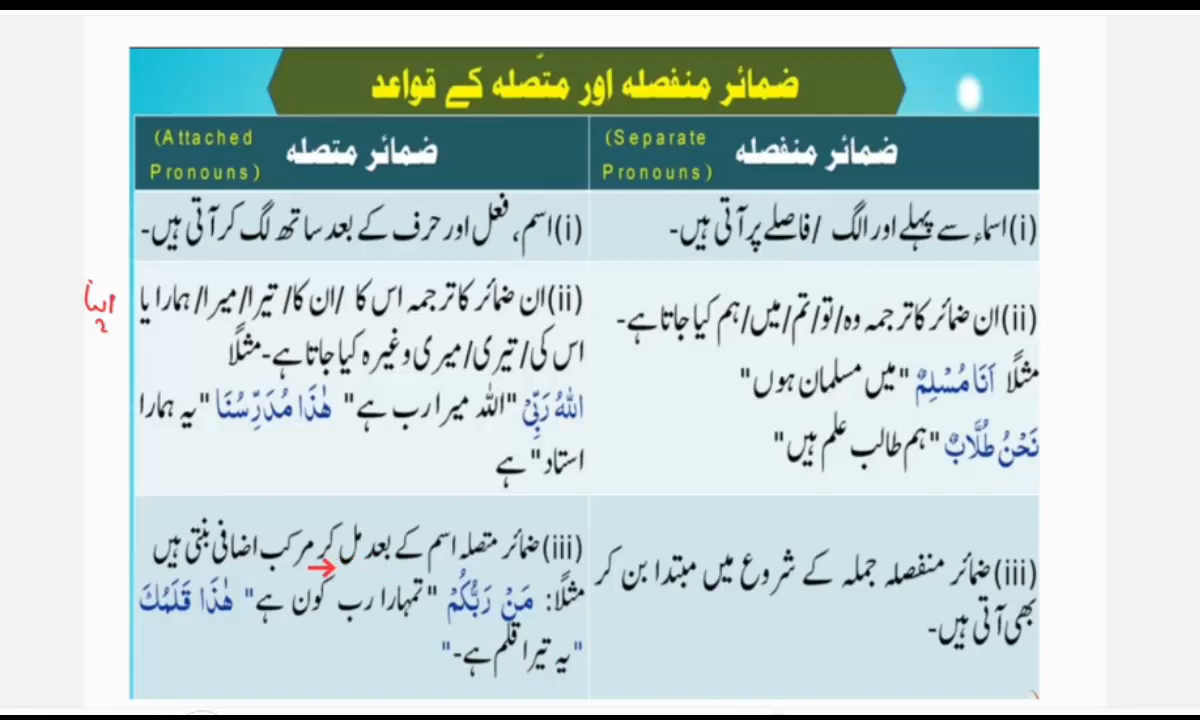 ضمائر منفصلہ اور متّصلہ کے قواعد
ضمائر منفصلہ (Separate Pronouns)
ضمائر متصلہ (Attached Pronouns)
(i) اسماء سے پہلے اور الگ / فاصلے پر آتی ہیں۔
(i) اسم، فعل اور حرف کے بعد ساتھ لگ کر آتی ہیں۔
(ii) ان ضمائر کا ترجمہ وہ/تو/تم/میں/ہم کیا جاتا ہے۔
مثلاً اَنَا مُسْلِمٌ "میں مسلمان ہوں"
نَحْنُ طُلَّابٌ "ہم طالب علم ہیں"
(ii) ان ضمائر کا ترجمہ اس کا / ان کا/ تیرا/ میرا/ ہمارا یا
اس کی/ تیری/ میری وغیرہ کیا جاتا ہے۔ مثلاً
اَللّٰهُ رَبِّيْ "اللہ میرا رب ہے" هٰذَا مُدَرِّسُنَا "یہ ہمارا
استاد" ہے
(iii) ضمائر منفصلہ جملہ کے شروع میں مبتدا بن کر
بھی آتی ہیں۔
(iii) ضمائر متصلہ اسم کے بعد مل کر مرکب اضافی بنتی ہیں
مثلاً: مَنْ رَبُّكُمْ "تمہارا رب کون ہے" هٰذَا قَلَمُكَ
"یہ تیرا قلم ہے۔"